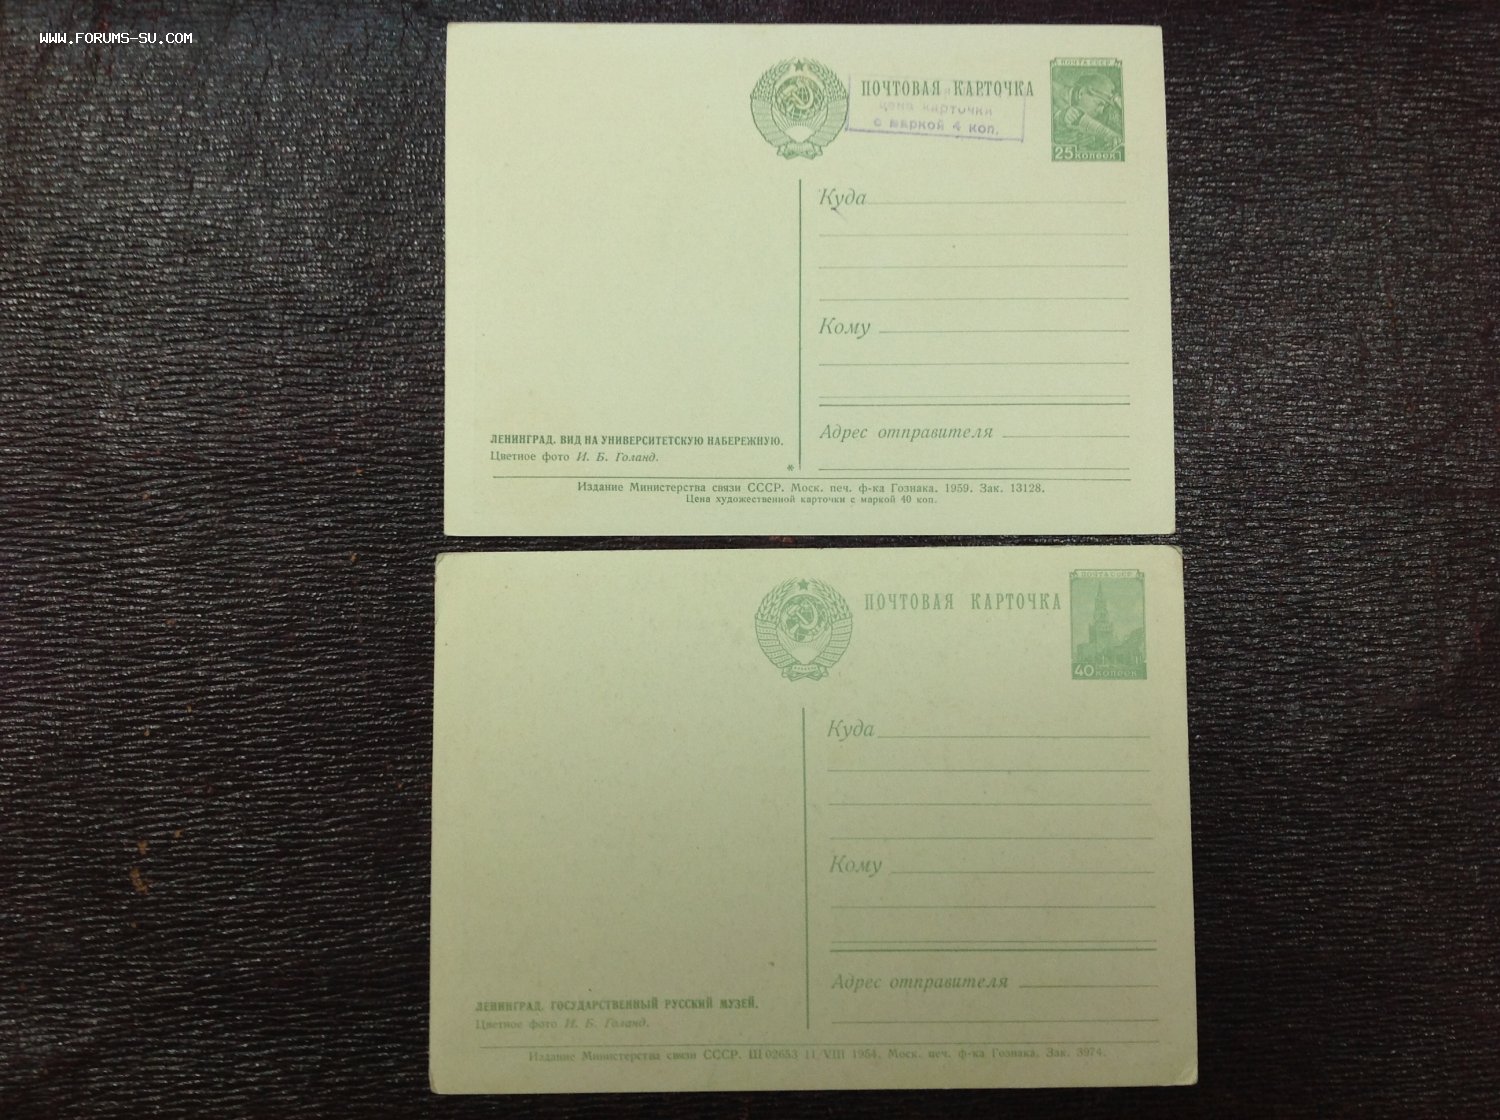 www.forums-su.com
ПОЧТА СССР
ПОЧТОВАЯ КАРТОЧКА
цена карточки
с маркой 4 коп.
25 копеек
Куда
Кому
Адрес отправителя
ЛЕНИНГРАД. ВИД НА УНИВЕРСИТЕТСКУЮ НАБЕРЕЖНУЮ.
Цветное фото И. Б. Голанд.
*
Издание Министерства связи СССР. Моск. печ. ф-ка Гознака. 1959. Зак. 13128.
Цена художественной карточки с маркой 40 коп.
ПОЧТА СССР
ПОЧТОВАЯ КАРТОЧКА
40 копеек
Куда
Кому
Адрес отправителя
ЛЕНИНГРАД. ГОСУДАРСТВЕННЫЙ РУССКИЙ МУЗЕЙ.
Цветное фото И. Б. Голанд.
Издание Министерства связи СССР. Ш 02653 11/VIII 1954. Моск. печ. ф-ка Гознака. Зак. 3974.